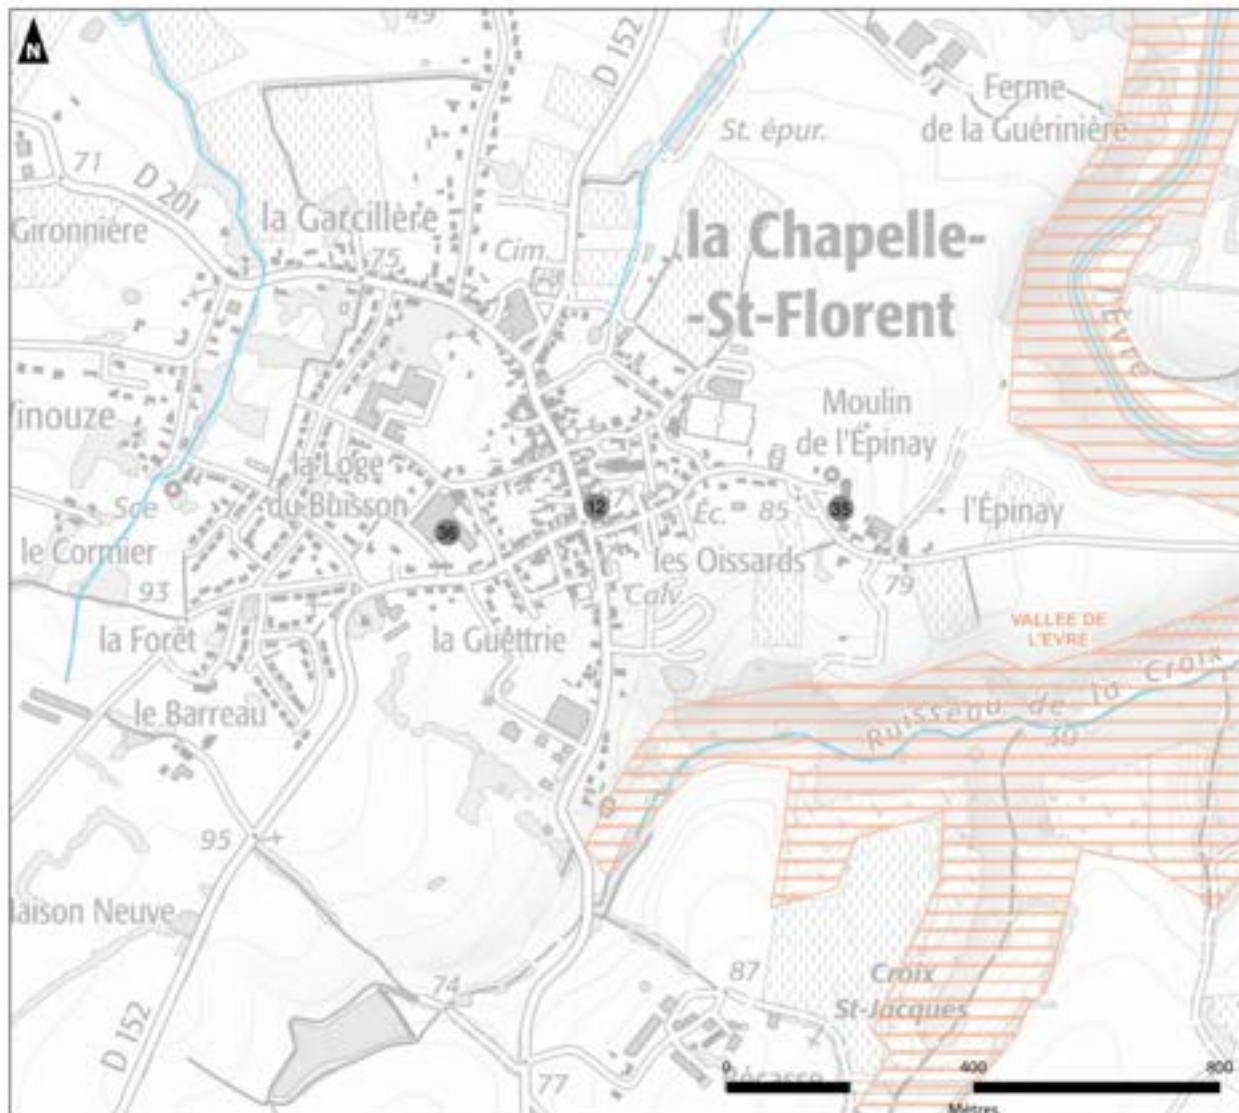 N
49
D 152
Ferme
de la Guérinière
St. épur.
71
D 201
la Garcillère
Gironnière
75
Cim.
la Chapelle-
-St-Florent
l'Èvre
Moulin
de l'Épinay
la Loge
du Buisson
36
12
Éc.
85
35
l'Épinay
Sce
le Cormier
93
les Oissards
79
Calv.
la Forêt
la Guettrie
VALLEE DE
L'EVRE
le Barreau
Ruisseau de la Croix
50
95
Maison Neuve
D 152
74
87
Croix
St-Jacques
77
0
400
800
Mètres